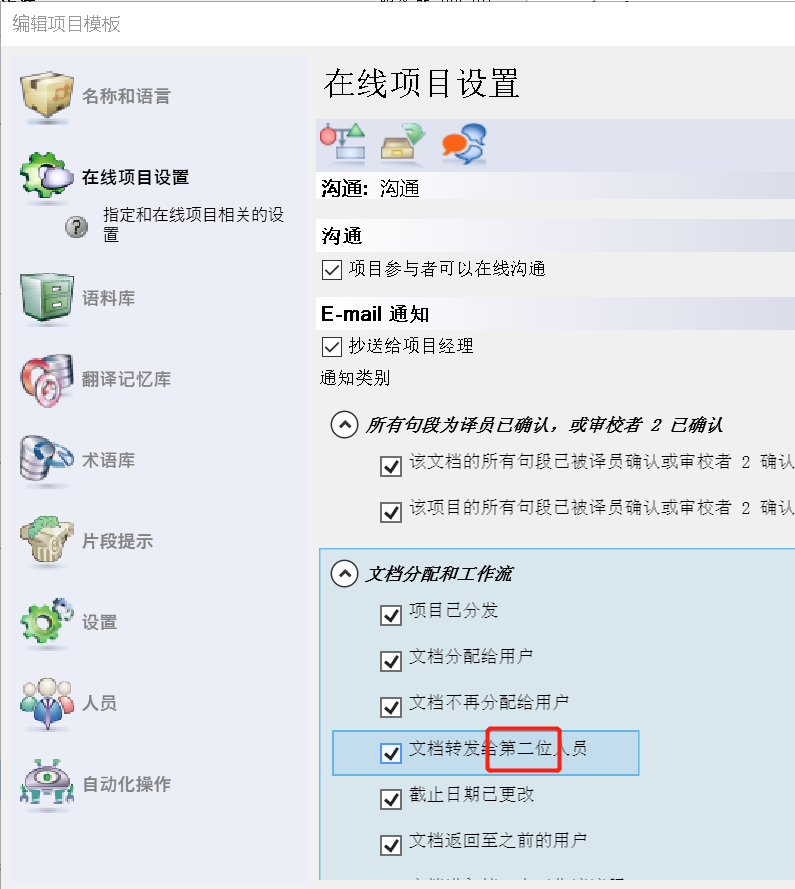 编辑项目模板
名称和语言
在线项目设置
指定和在线项目相关的设
置
语料库
翻译记忆库
术语库
片段提示
设置
人员
自动化操作
在线项目设置
沟通: 沟通
沟通
项目参与者可以在线沟通
E-mail 通知
抄送给项目经理
通知类别
所有句段为译员已确认，或审校者 2 已确认
该文档的所有句段已被译员确认或审校者 2 确认
该项目的所有句段已被译员确认或审校者 2 确认
文档分配和工作流
项目已分发
文档分配给用户
文档不再分配给用户
文档转发给第二位人员
截止日期已更改
文档返回至之前的用户